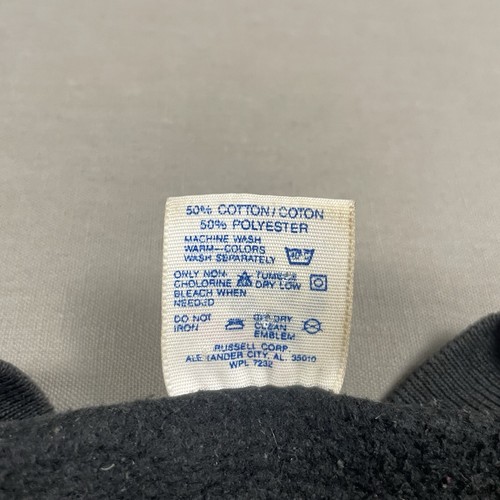 50% COTTON/COTON
50% POLYESTER
MACHINE WASH
WARM-COLORS
WASH SEPARATELY
ONLY NON-
CHOLORINE
BLEACH WHEN
NEEDED
TUMBLE
DRY LOW
DO NOT
IRON
DRY
CLEAN
EMBLEM
RUSSELL CORP.
ALEXANDER CITY, AL. 35010
WPL 7232